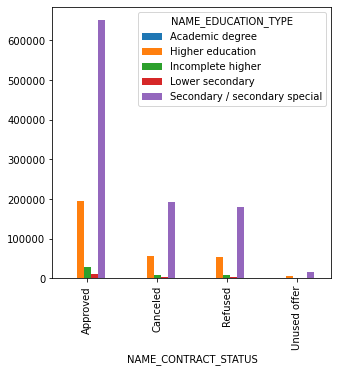 NAME_EDUCATION_TYPE
Academic degree
Higher education
Incomplete higher
Lower secondary
Secondary / secondary special
600000
500000
400000
300000
200000
100000
0
Approved
Canceled
Refused
Unused offer
NAME_CONTRACT_STATUS